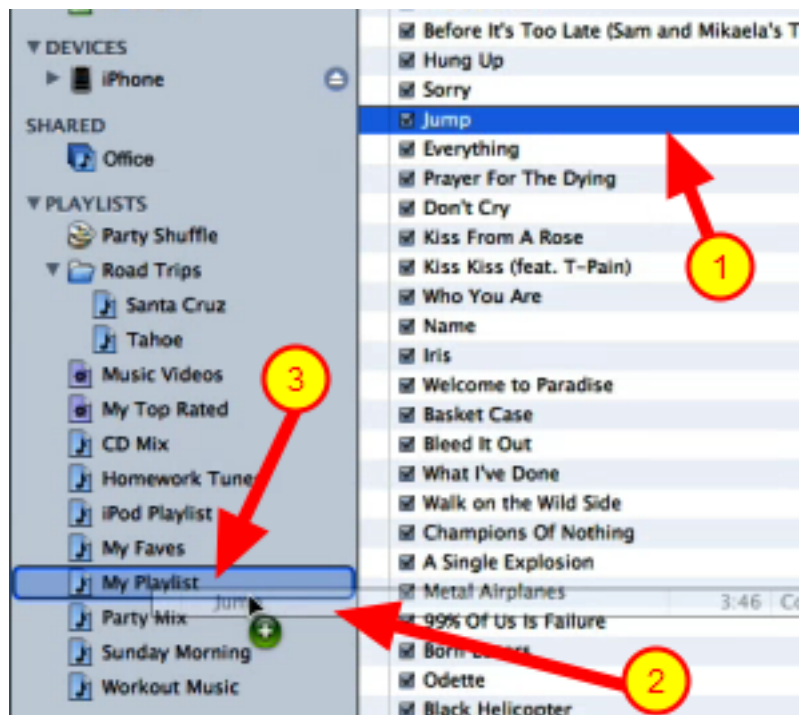 DEVICES
iPhone
SHARED
Office
PLAYLISTS
Party Shuffle
Road Trips
Santa Cruz
Tahoe
Music Videos
My Top Rated
CD Mix
Homework Tunes
iPod Playlist
My Faves
My Playlist
Jump
Party Mix
Sunday Morning
Workout Music
3
Before It's Too Late (Sam and Mikaela's T
Hung Up
Sorry
Jump
Everything
Prayer For The Dying
Don't Cry
Kiss From A Rose
Kiss Kiss (feat. T-Pain)
Who You Are
Name
Iris
Welcome to Paradise
Basket Case
Bleed It Out
What I've Done
Walk on the Wild Side
Champions Of Nothing
A Single Explosion
Metal Airplanes
3:46 Co
99% Of Us Is Failure
Born
Odette
Black Helicopter
1
2